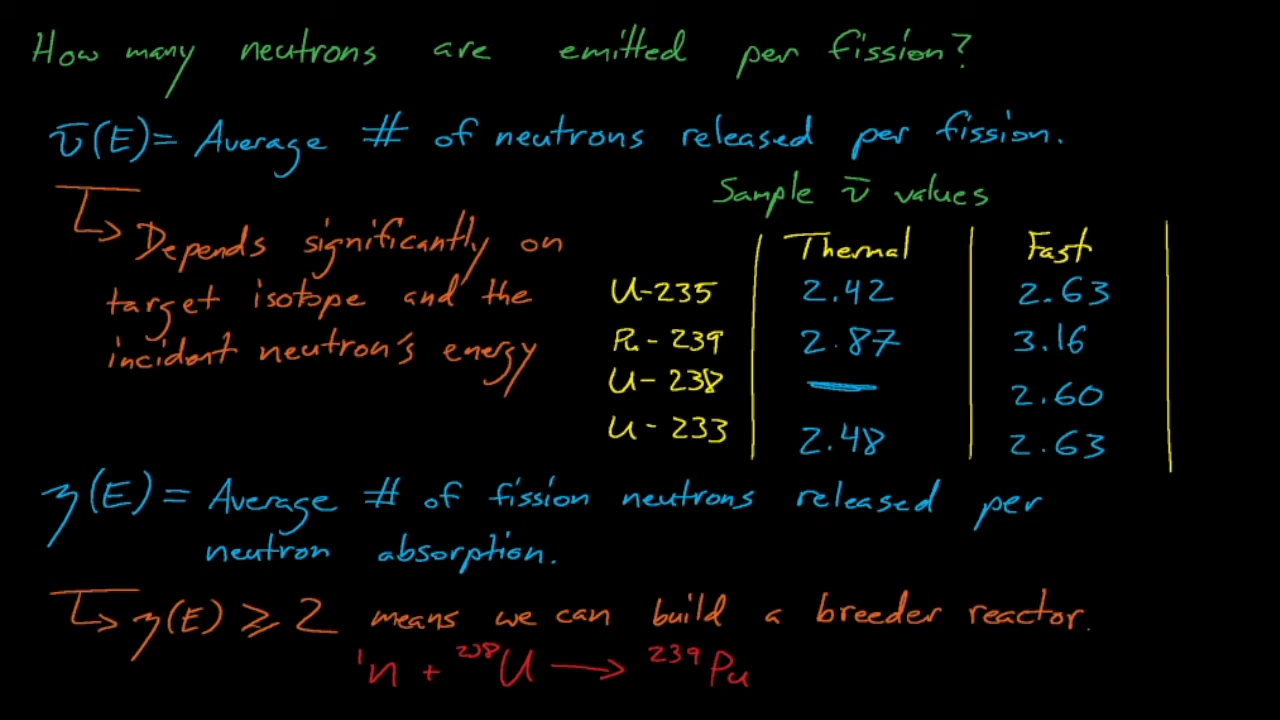 How many neutrons are emitted per fission?
ν̅(E) = Average # of neutrons released per fission.
Depends significantly on
target isotope and the
incidant neutron's energy
Sample ν̅ values
Thermal Fast
U-235 2.42 2.63
Pu-239 2.87 3.16
U-238 — 2.60
U-233 2.48 2.63
η(E) = Average # of fission neutrons released per
neutron absorption.
η(E) ≥ 2 means we can build a breeder reactor.
¹n + ²³⁸U → ²³⁹Pu